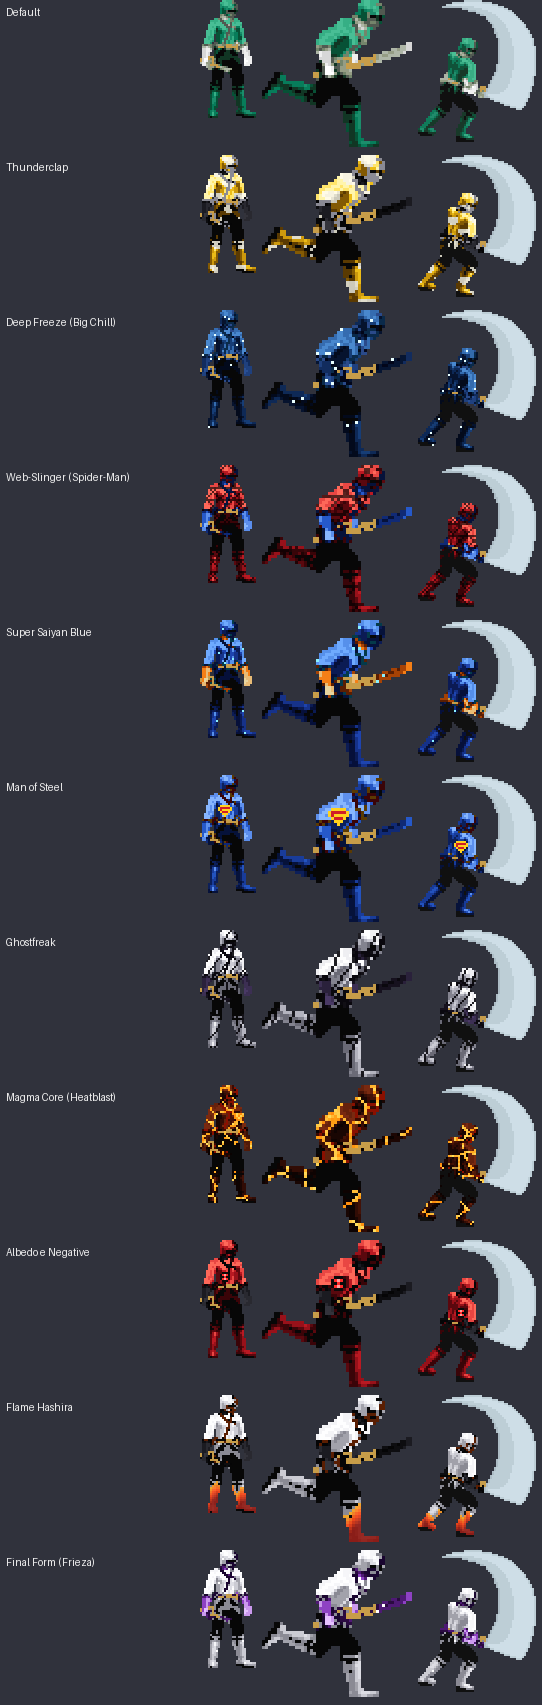 Default
Thunderclap
Deep Freeze (Big Chill)
Web-Slinger (Spider-Man)
Super Saiyan Blue
Man of Steel
Ghostfreak
Magma Core (Heatblast)
Albedo e Negative
Flame Hashira
Final Form (Frieza)